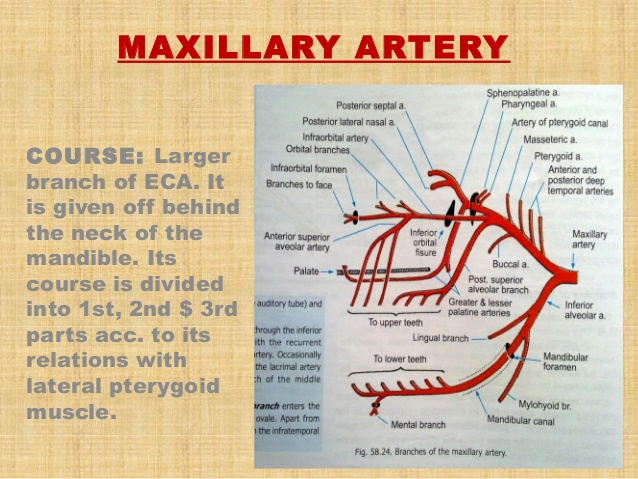 MAXILLARY ARTERY
COURSE: Larger
branch of ECA. It
is given off behind
the neck of the
mandible. Its
course is divided
into 1st, 2nd $ 3rd
parts acc. to its
relations with
lateral pterygoid
muscle.
Sphenopalatine a.
Pharyngeal a.
Posterior septal a.
Posterior lateral nasal a.
Artery of pterygoid canal
Infraorbital artery
Orbital branches
Masseteric a.
Pterygoid a.
Infraorbital foramen
Anterior and
posterior deep
temporal arteries
Branches to face
Anterior superior
aveolar artery
Inferior
orbital
fisure
Maxillary
artery
Buccal a.
Palate
Post. superior
alveolar branch
Greater & lesser
palatine arteries
Inferior
alveolar a.
To upper teeth
Lingual branch
To lower teeth
Mandibular
foramen
Mylohyoid br.
Mandibular canal
Mental branch
auditory tube) and
through the inferior
ith the recurrent
rtery. Occasionally
the lacrimal artery
ch of the middle
branch enters the
ovale. Apart from
the infratemporal
Fig. 58.24. Branches of the maxillary artery.